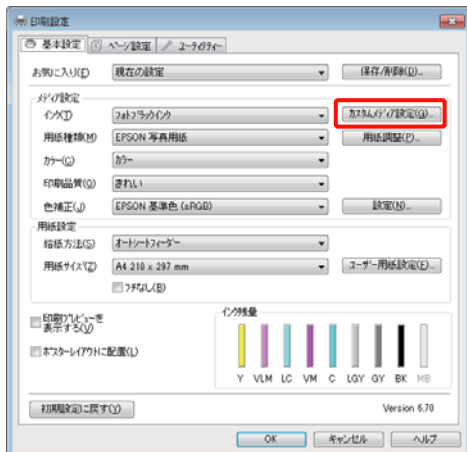 印刷設定
基本設定 ページ設定 ユーティリティー
お気に入り(F) 現在の設定 保存/削除(D)...
メディア設定
インク(I) フォトブラックインク カスタムメディア設定(G)...
用紙種類(M) EPSON 写真用紙 用紙調整(P)...
カラー(C) カラー
印刷品質(Q) きれい
色補正(J) EPSON 基準色 (sRGB) 設定(N)...
用紙設定
給紙方法(S) オートシートフィーダー
用紙サイズ(Z) A4 210 x 297 mm ユーザー用紙設定(E)...
フチなし(B)
印刷プレビューを
表示する(V)
ポスターレイアウトに配置(L)
インク残量
Y VLM LC VM C LGY GY BK MB
初期設定に戻す(Y) Version 6.70
OK キャンセル ヘルプ